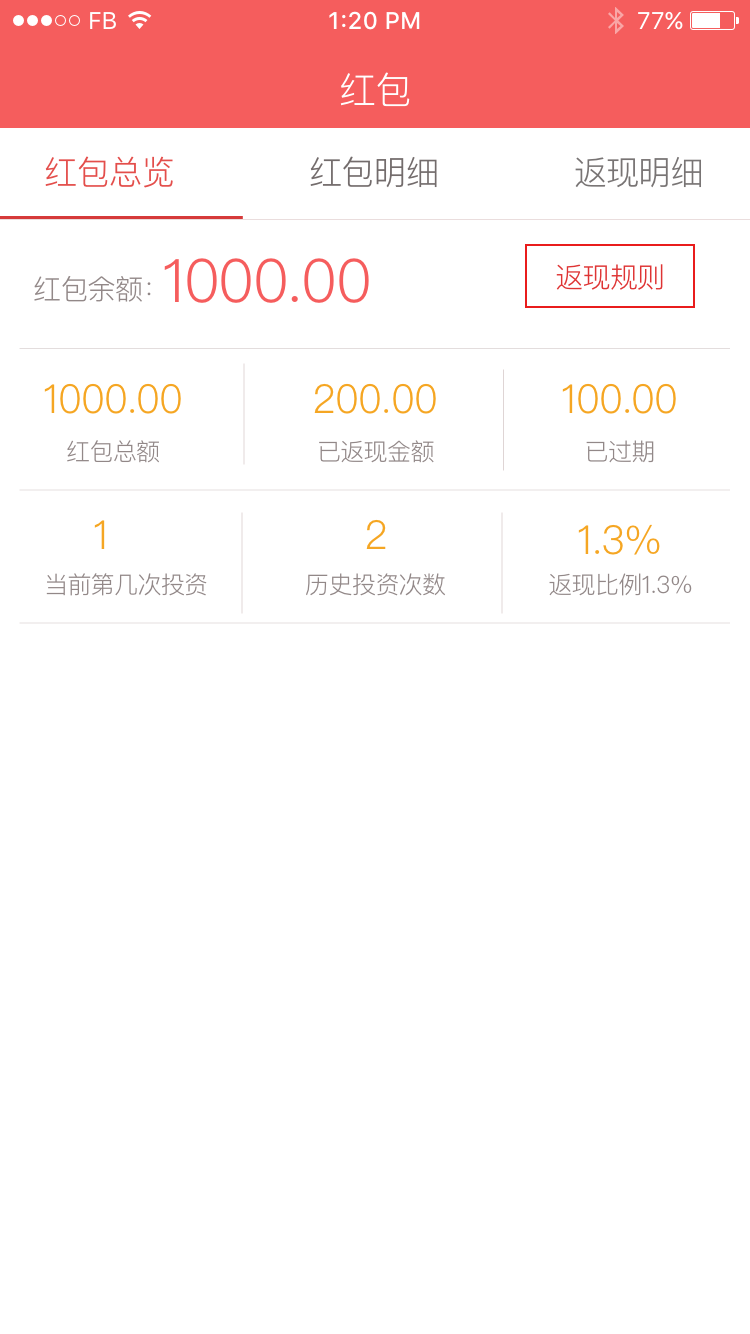 FB 1:20 PM 77%
红包
红包总览 红包明细 返现明细
红包余额: 1000.00 返现规则
1000.00 200.00 100.00
红包总额 已返现金额 已过期
1 2 1.3%
当前第几次投资 历史投资次数 返现比例1.3%